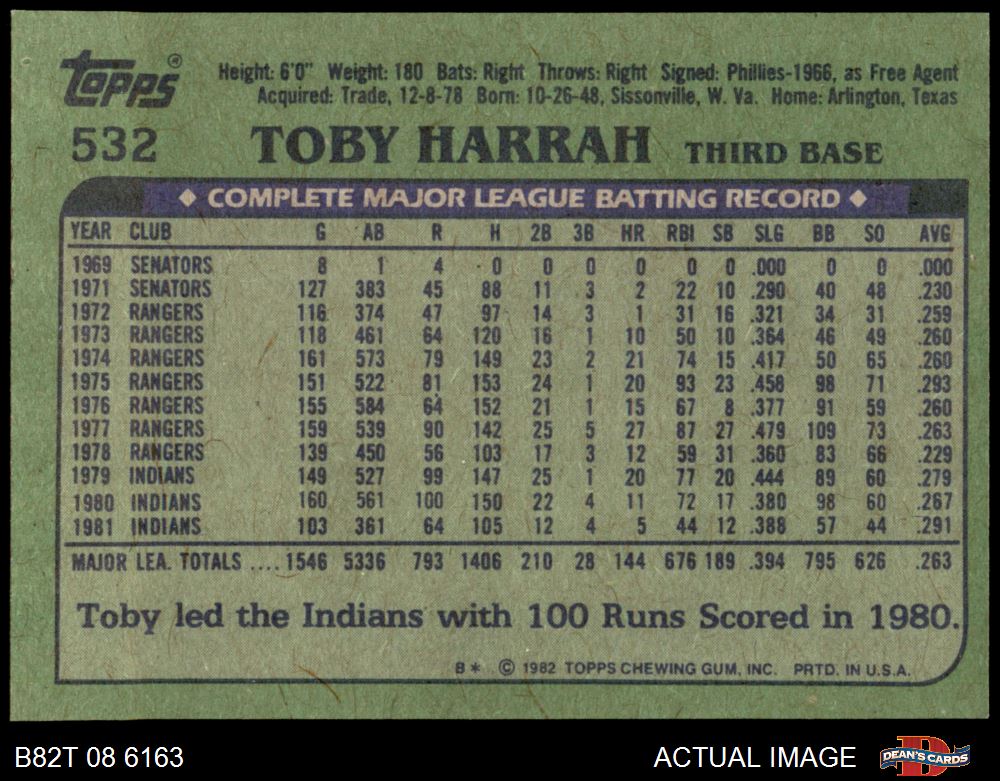 TOPPS®
Height: 6'0" Weight: 180 Bats: Right Throws: Right Signed: Phillies-1966, as Free Agent
Acquired: Trade, 12-8-78 Born: 10-26-48, Sissonville, W. Va. Home: Arlington, Texas
532 TOBY HARRAH THIRD BASE
◆ COMPLETE MAJOR LEAGUE BATTING RECORD ◆
YEAR CLUB G AB R H 2B 3B HR RBI SB SLG BB SO AVG
1969 SENATORS 8 1 4 0 0 0 0 0 0 .000 0 0 .000
1971 SENATORS 127 383 45 88 11 3 2 22 10 .290 40 48 .230
1972 RANGERS 116 374 47 97 14 3 1 31 16 .321 34 31 .259
1973 RANGERS 118 461 64 120 16 1 10 50 10 .364 46 49 .260
1974 RANGERS 161 573 79 149 23 2 21 74 15 .417 50 65 .260
1975 RANGERS 151 522 81 153 24 1 20 93 23 .458 98 71 .293
1976 RANGERS 155 584 64 152 21 1 15 67 8 .377 91 59 .260
1977 RANGERS 159 539 90 142 25 5 27 87 27 .479 109 73 .263
1978 RANGERS 139 450 56 103 17 3 12 59 31 .360 83 66 .229
1979 INDIANS 149 527 99 147 25 1 20 77 20 .444 89 60 .279
1980 INDIANS 160 561 100 150 22 4 11 72 17 .380 98 60 .267
1981 INDIANS 103 361 64 105 12 4 5 44 12 .388 57 44 .291
MAJOR LEA. TOTALS .... 1546 5336 793 1406 210 28 144 676 189 .394 795 626 .263
Toby led the Indians with 100 Runs Scored in 1980.
B* © 1982 TOPPS CHEWING GUM, INC. PRTD. IN U.S.A.
B82T 08 6163 ACTUAL IMAGE DEAN'S CARDS